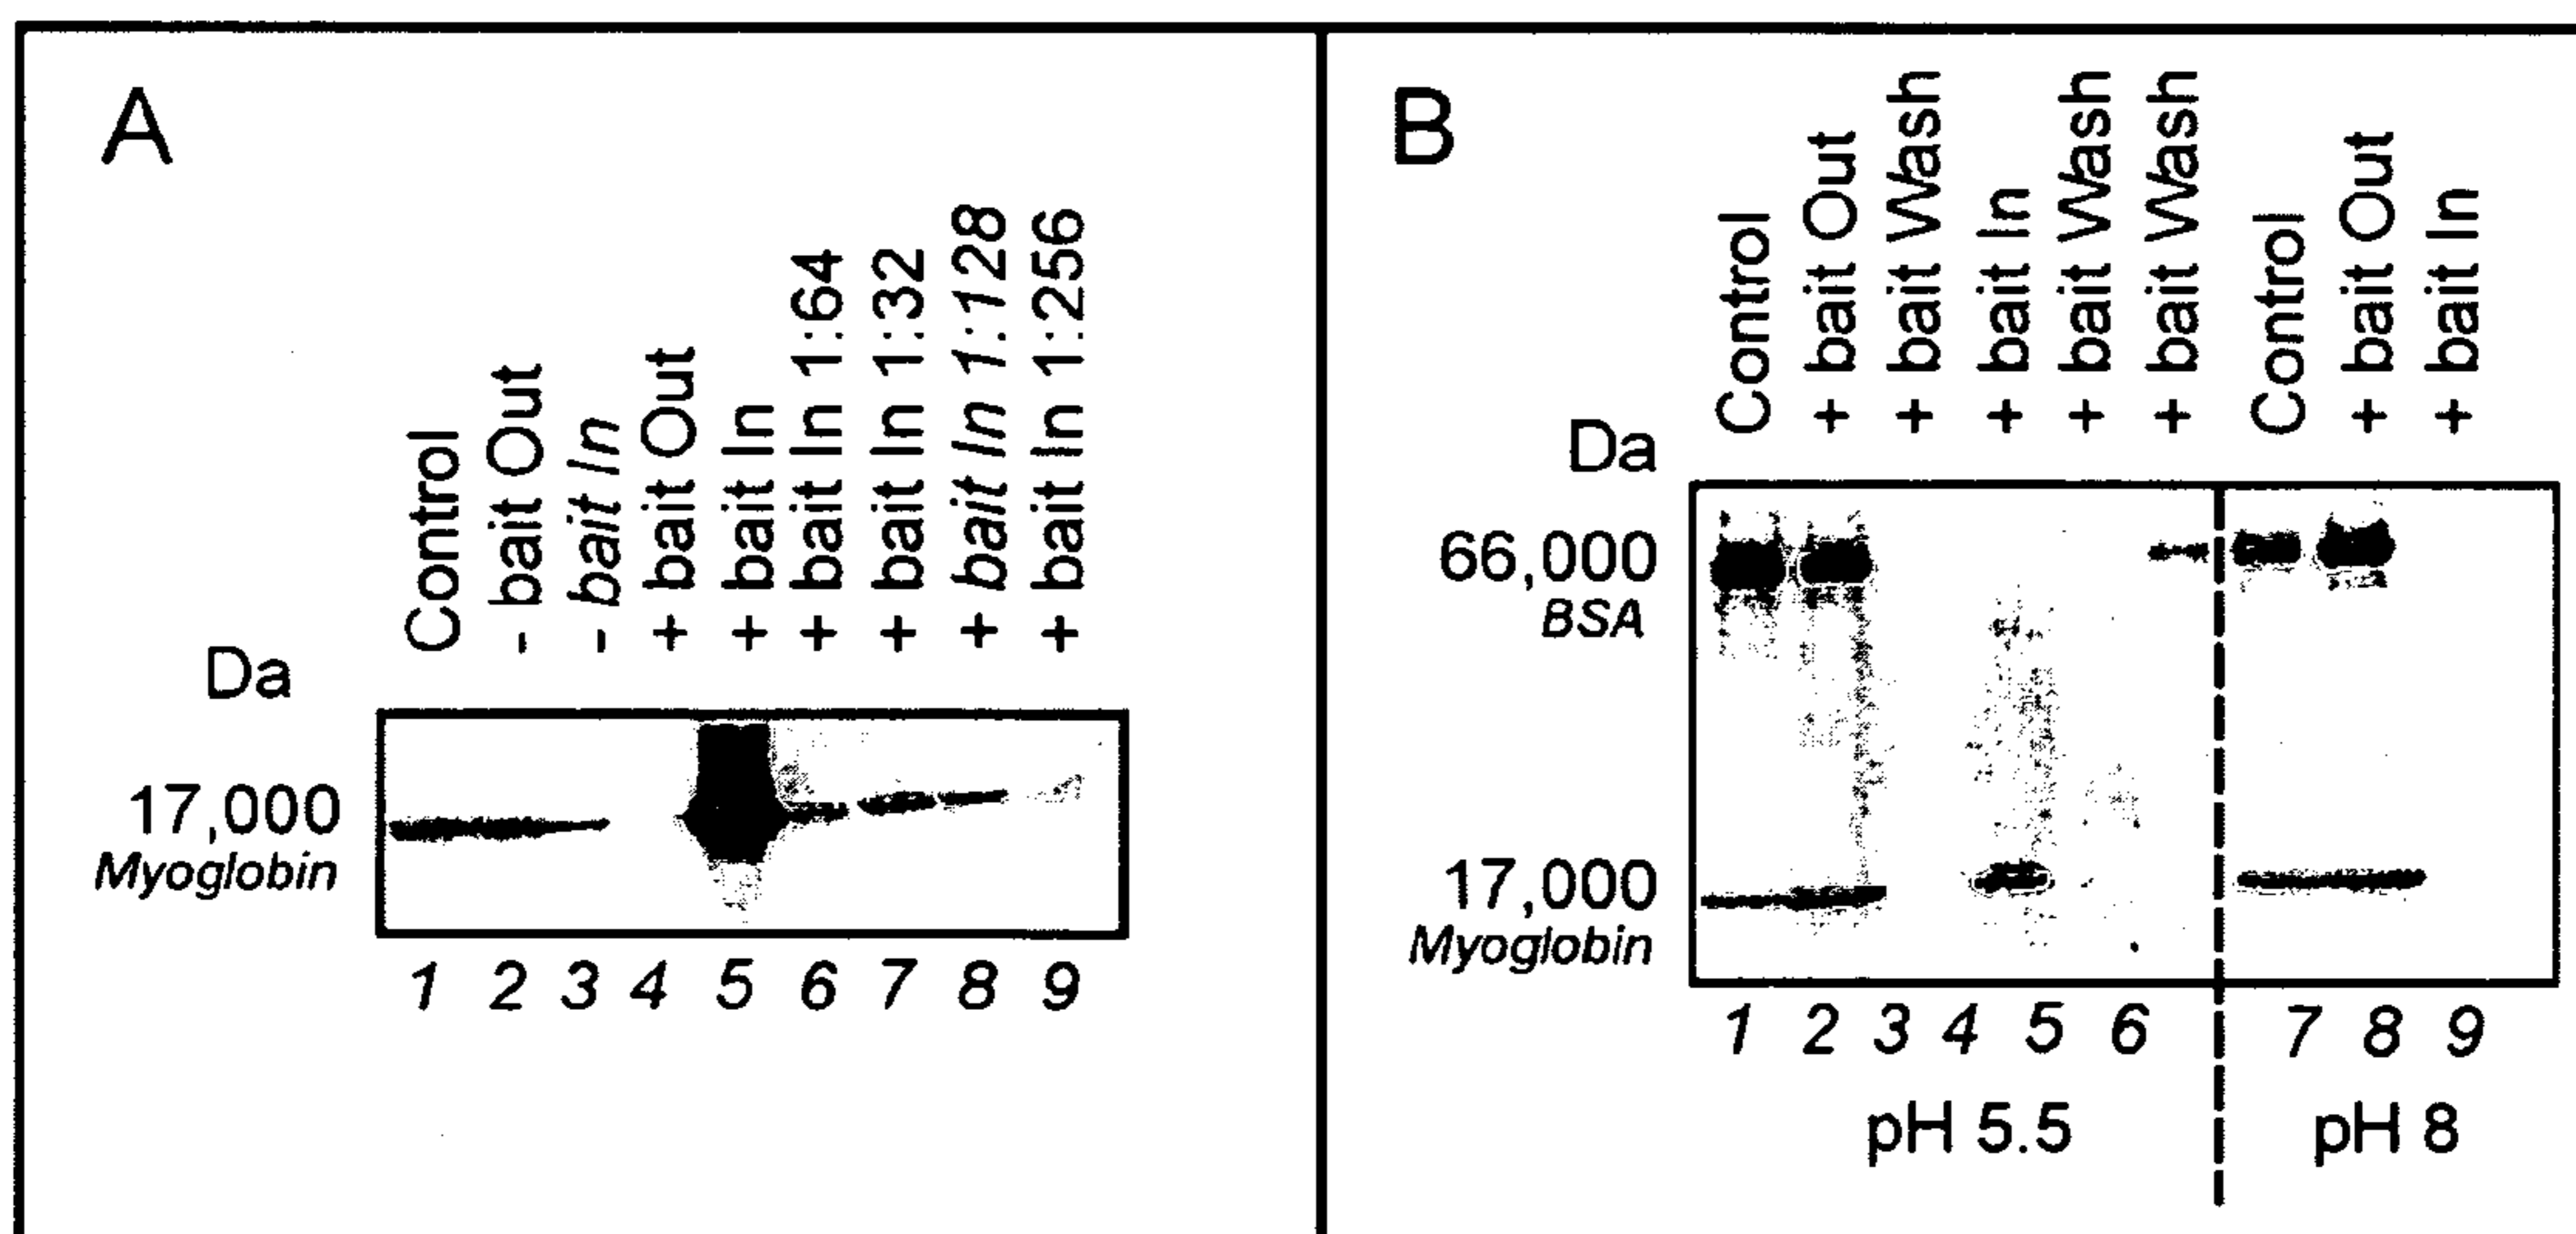 A
Control
- bait Out
- bait In
+ bait Out
+ bait In
+ bait In 1:64
+ bait In 1:32
+ bait In 1:128
+ bait In 1:256
Da
17,000
Myoglobin
1 2 3 4 5 6 7 8 9
B
Control
+ bait Out
+ bait Wash
+ bait In
+ bait Wash
+ bait Wash
Control
+ bait Out
+ bait In
Da
66,000
BSA
17,000
Myoglobin
1 2 3 4 5 6 7 8 9
pH 5.5 pH 8